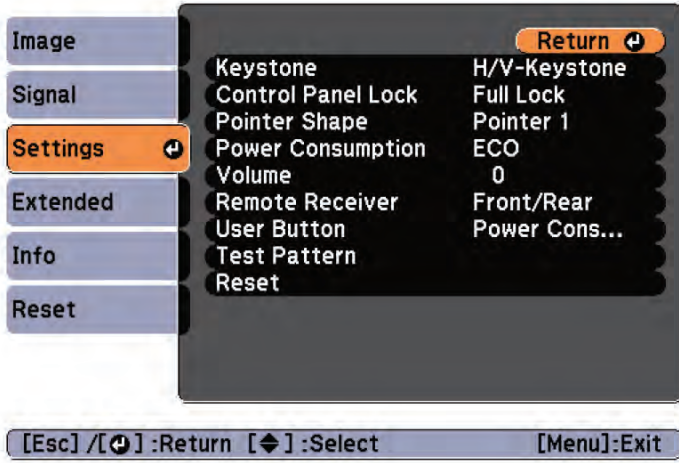 Image
Signal
Settings
Extended
Info
Reset
Return
Keystone H/V-Keystone
Control Panel Lock Full Lock
Pointer Shape Pointer 1
Power Consumption ECO
Volume 0
Remote Receiver Front/Rear
User Button Power Cons...
Test Pattern
Reset
[Esc] /[⏎] :Return [◆] :Select [Menu]:Exit